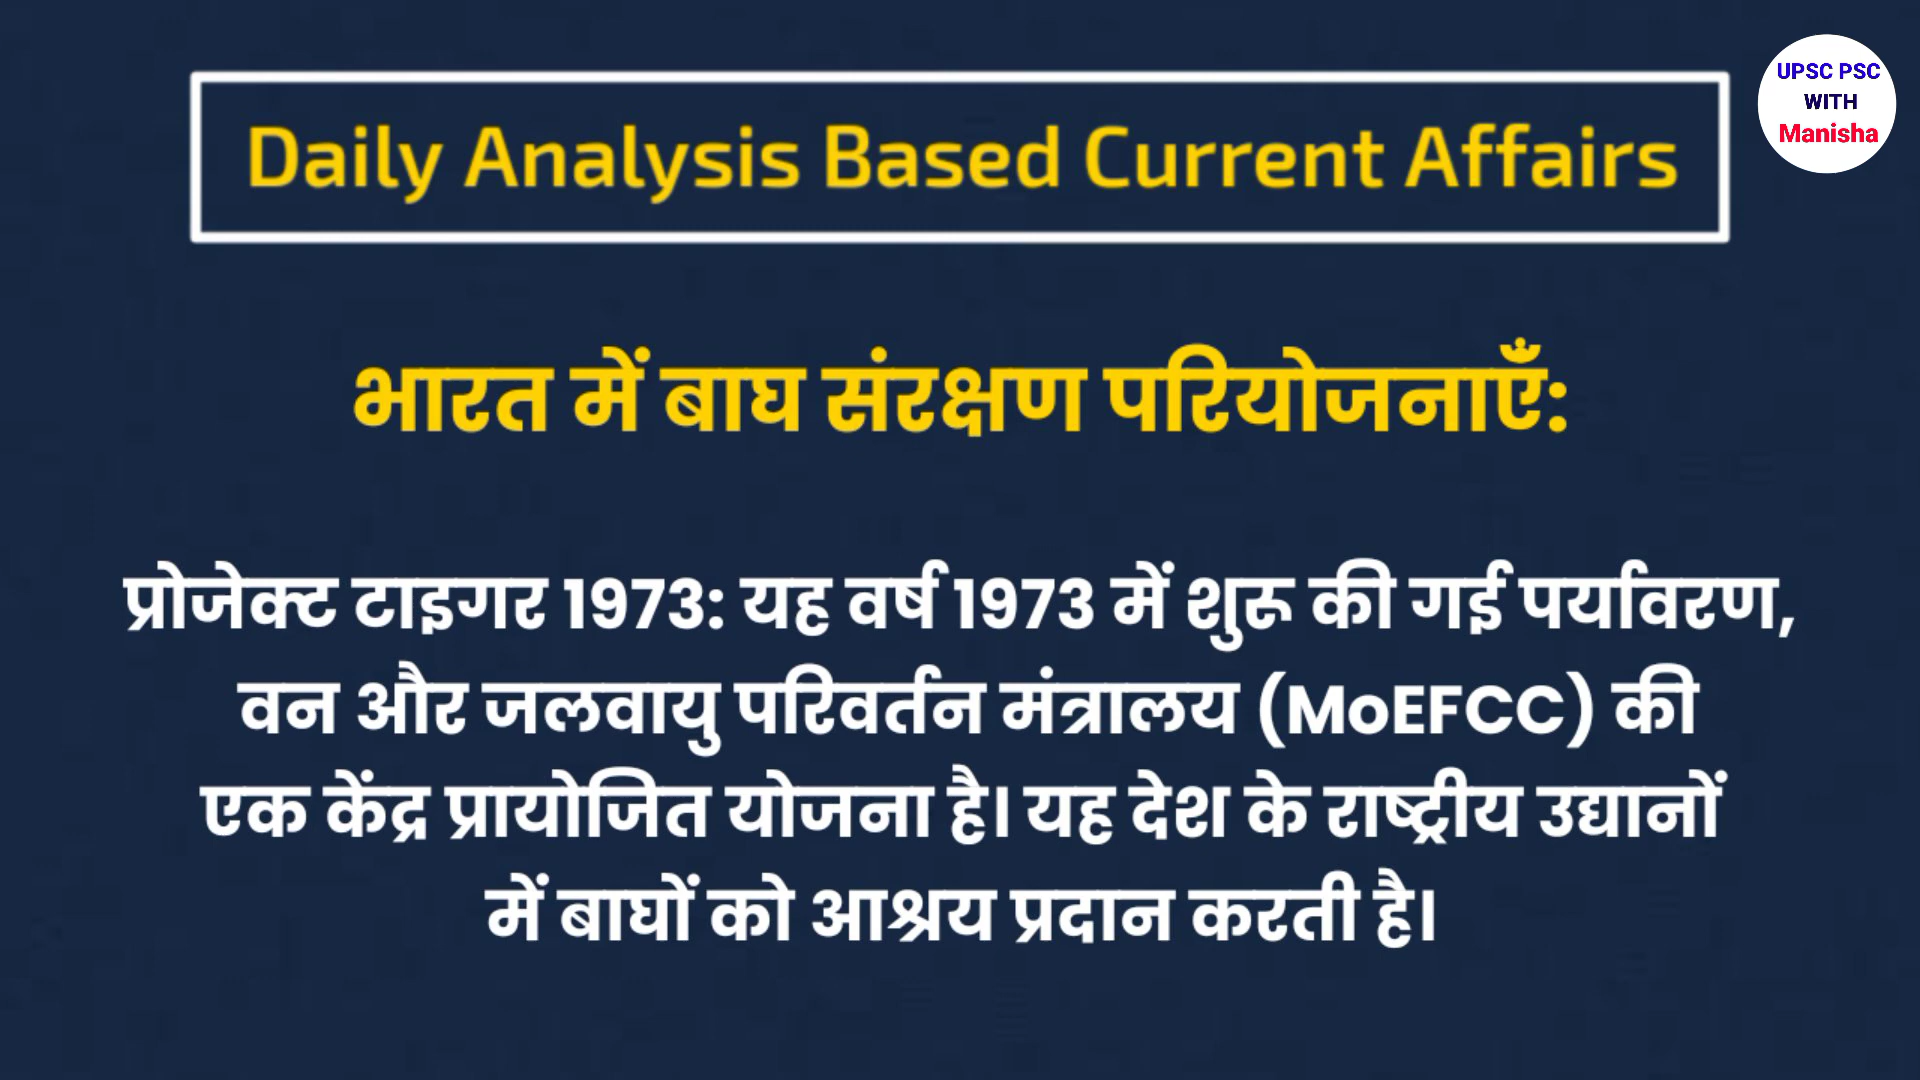 Daily Analysis Based Current Affairs
UPSC PSC
WITH
Manisha
भारत में बाघ संरक्षण परियोजनाएँ:
प्रोजेक्ट टाइगर 1973: यह वर्ष 1973 में शुरू की गई पर्यावरण,
वन और जलवायु परिवर्तन मंत्रालय (MoEFCC) की
एक केंद्र प्रायोजित योजना है। यह देश के राष्ट्रीय उद्यानों
में बाघों को आश्रय प्रदान करती है।